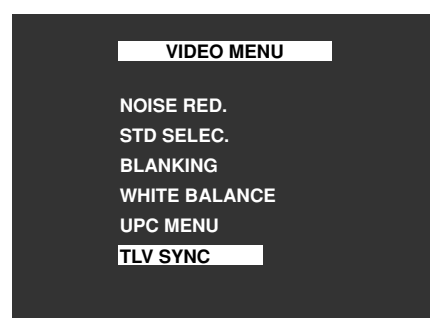 VIDEO MENU
NOISE RED.
STD SELEC.
BLANKING
WHITE BALANCE
UPC MENU
TLV SYNC